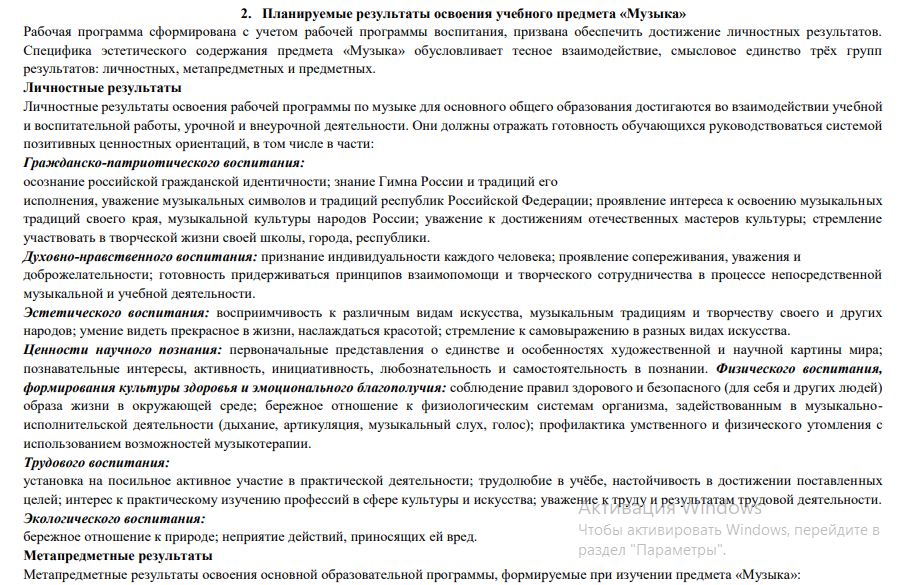 2. Планируемые результаты освоения учебного предмета «Музыка»
Рабочая программа сформирована с учетом рабочей программы воспитания, призвана обеспечить достижение личностных результатов.
Специфика эстетического содержания предмета «Музыка» обусловливает тесное взаимодействие, смысловое единство трёх групп
результатов: личностных, метапредметных и предметных.
Личностные результаты
Личностные результаты освоения рабочей программы по музыке для основного общего образования достигаются во взаимодействии учебной
и воспитательной работы, урочной и внеурочной деятельности. Они должны отражать готовность обучающихся руководствоваться системой
позитивных ценностных ориентаций, в том числе в части:
Гражданско-патриотического воспитания:
осознание российской гражданской идентичности; знание Гимна России и традиций его
исполнения, уважение музыкальных символов и традиций республик Российской Федерации; проявление интереса к освоению музыкальных
традиций своего края, музыкальной культуры народов России; уважение к достижениям отечественных мастеров культуры; стремление
участвовать в творческой жизни своей школы, города, республики.
Духовно-нравственного воспитания: признание индивидуальности каждого человека; проявление сопереживания, уважения и
доброжелательности; готовность придерживаться принципов взаимопомощи и творческого сотрудничества в процессе непосредственной
музыкальной и учебной деятельности.
Эстетического воспитания: восприимчивость к различным видам искусства, музыкальным традициям и творчеству своего и других
народов; умение видеть прекрасное в жизни, наслаждаться красотой; стремление к самовыражению в разных видах искусства.
Ценности научного познания: первоначальные представления о единстве и особенностях художественной и научной картины мира;
познавательные интересы, активность, инициативность, любознательность и самостоятельность в познании. Физического воспитания,
формирования культуры здоровья и эмоционального благополучия: соблюдение правил здорового и безопасного (для себя и других людей)
образа жизни в окружающей среде; бережное отношение к физиологическим системам организма, задействованным в музыкально-
исполнительской деятельности (дыхание, артикуляция, музыкальный слух, голос); профилактика умственного и физического утомления с
использованием возможностей музыкотерапии.
Трудового воспитания:
установка на посильное активное участие в практической деятельности; трудолюбие в учёбе, настойчивость в достижении поставленных
целей; интерес к практическому изучению профессий в сфере культуры и искусства; уважение к труду и результатам трудовой деятельности.
Экологического воспитания:
бережное отношение к природе; неприятие действий, приносящих ей вред.
Метапредметные результаты
Метапредметные результаты освоения основной образовательной программы, формируемые при изучении предмета «Музыка»:
Активация Windows
Чтобы активировать Windows, перейдите в
раздел "Параметры".